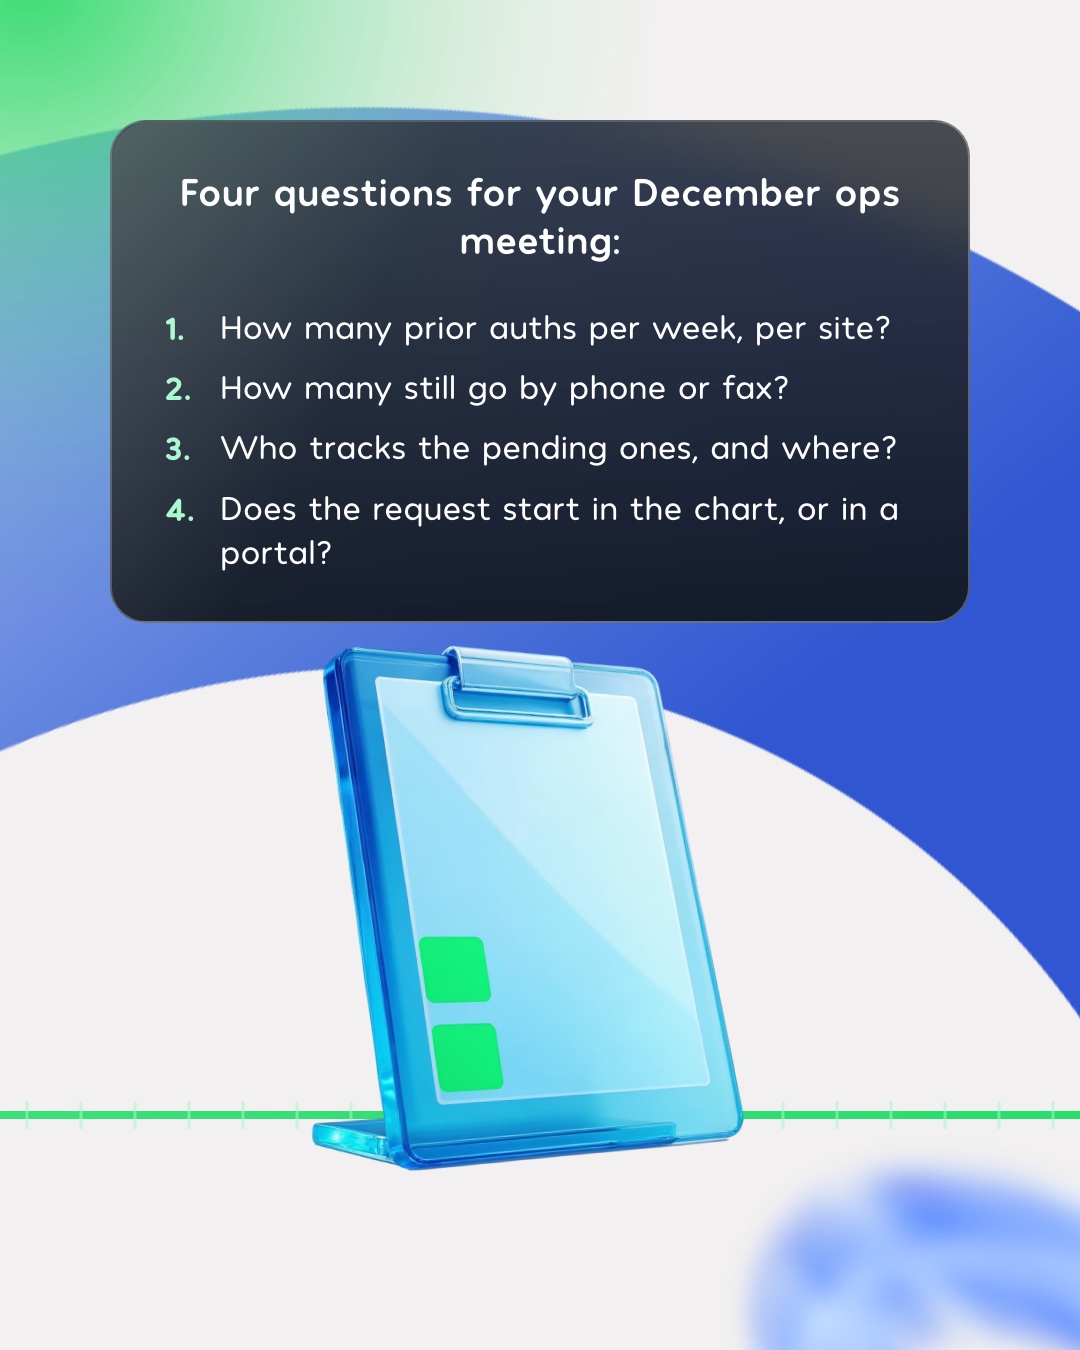 Four questions for your December ops
meeting:
1. How many prior auths per week, per site?
2. How many still go by phone or fax?
3. Who tracks the pending ones, and where?
4. Does the request start in the chart, or in a
portal?